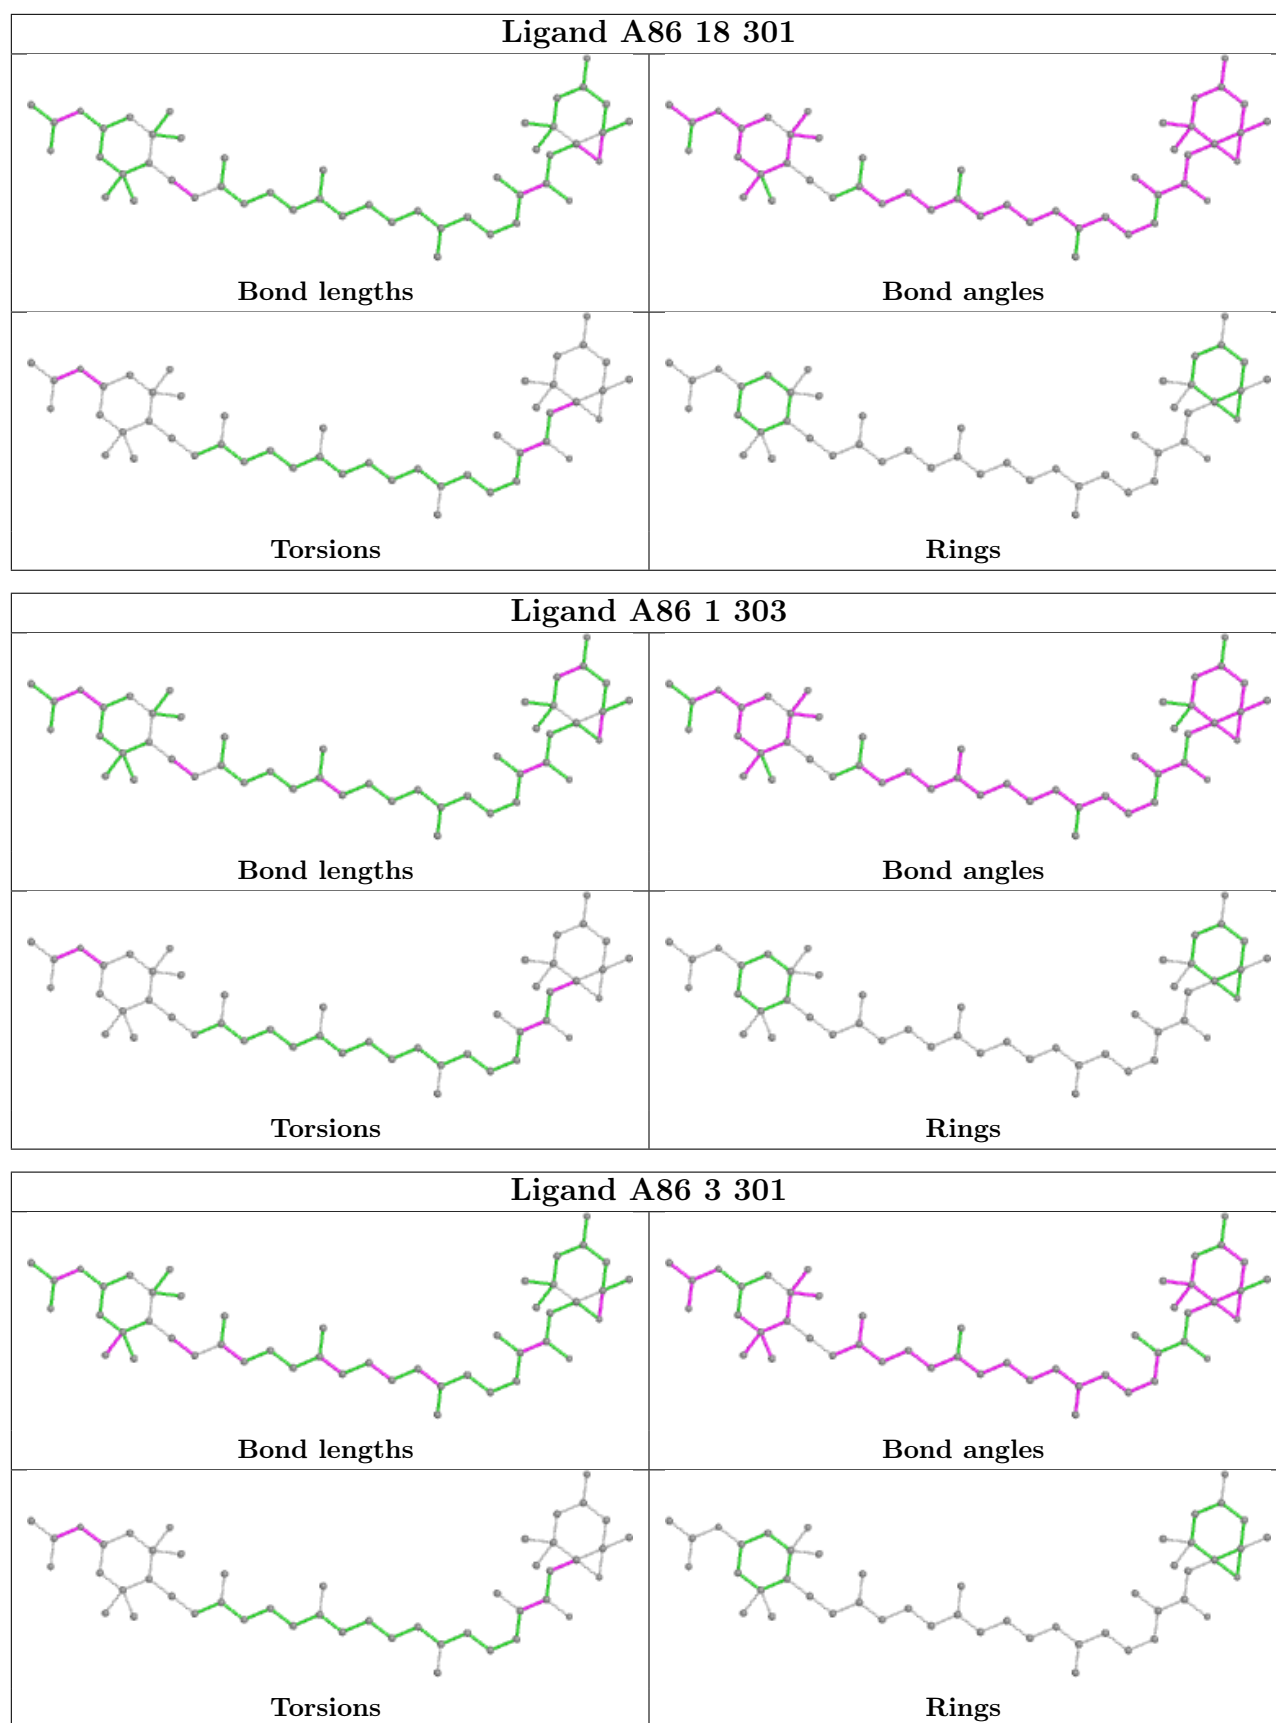 Ligand A86 18 301
Bond lengths
Bond angles
Torsions
Rings
Ligand A86 1 303
Bond lengths
Bond angles
Torsions
Rings
Ligand A86 3 301
Bond lengths
Bond angles
Torsions
Rings